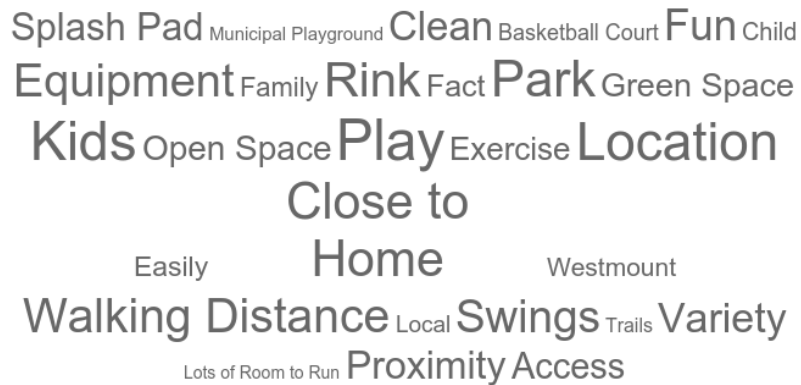 Splash Pad Municipal Playground Clean Basketball Court Fun Child
Equipment Family Rink Fact Park Green Space
Kids Open Space Play Exercise Location
Close to
Easily Home Westmount
Walking Distance Local Swings Trails Variety
Lots of Room to Run Proximity Access